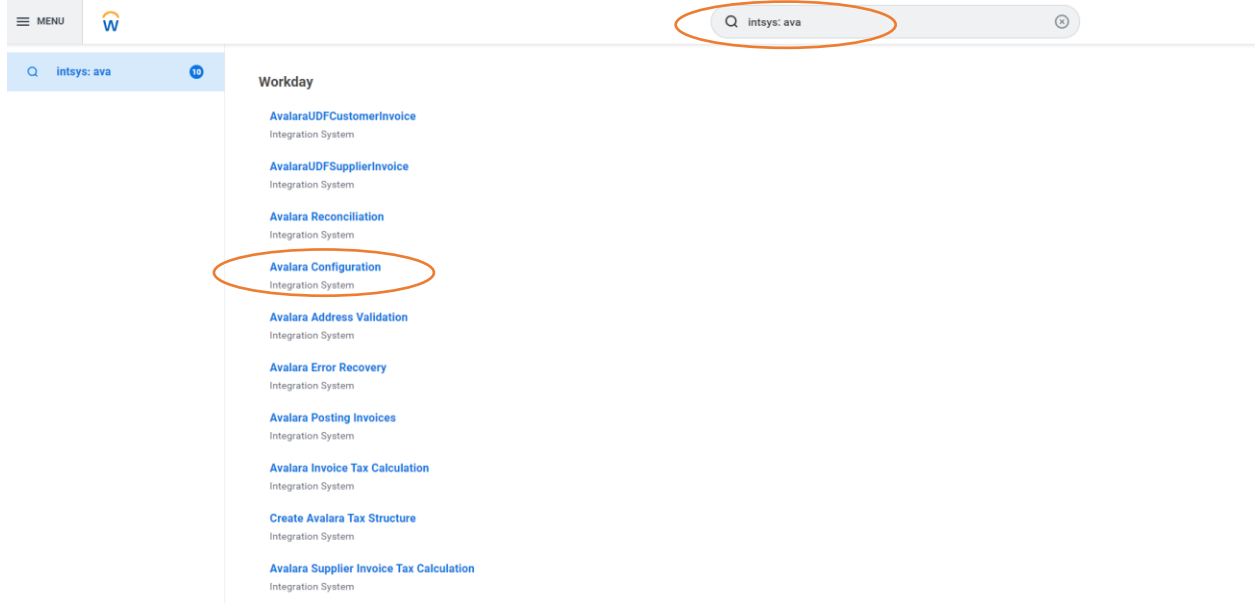 MENU
intsys: ava
intsys: ava
10
Workday
AvalaraUDFCustomerInvoice
Integration System
AvalaraUDFSupplierInvoice
Integration System
Avalara Reconciliation
Integration System
Avalara Configuration
Integration System
Avalara Address Validation
Integration System
Avalara Error Recovery
Integration System
Avalara Posting Invoices
Integration System
Avalara Invoice Tax Calculation
Integration System
Create Avalara Tax Structure
Integration System
Avalara Supplier Invoice Tax Calculation
Integration System